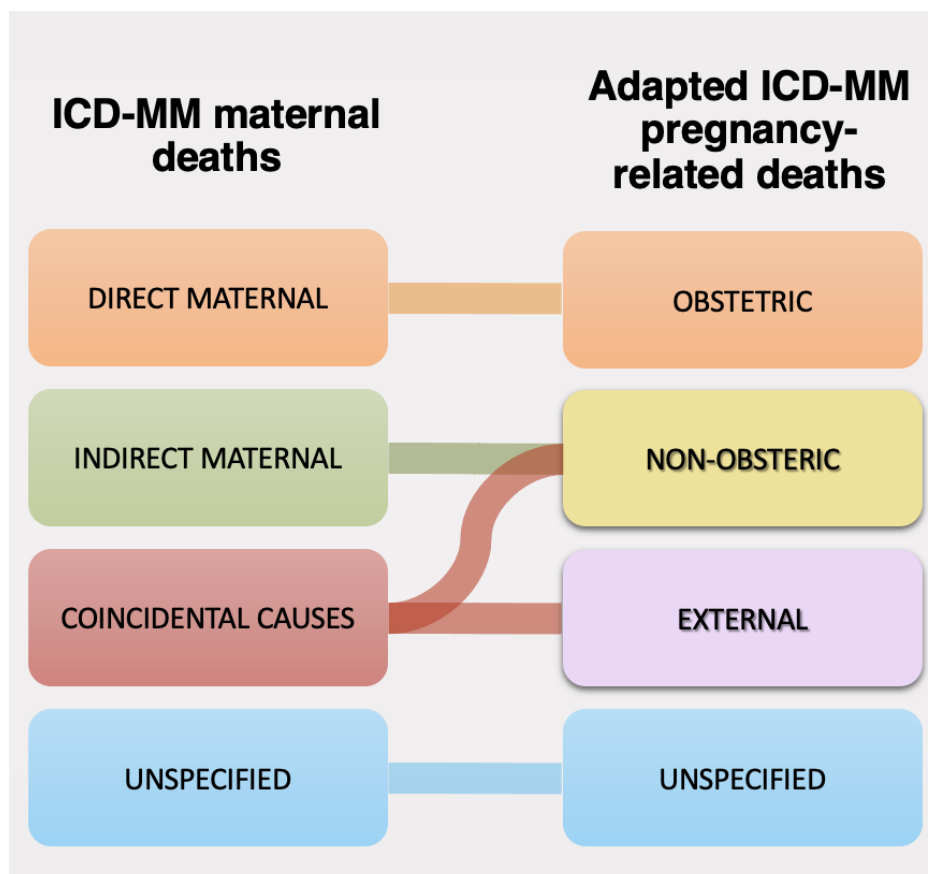 ICD-MM maternal
deaths
Adapted ICD-MM
pregnancy-
related deaths
DIRECT MATERNAL
OBSTETRIC
INDIRECT MATERNAL
NON-OBSTERIC
COINCIDENTAL CAUSES
EXTERNAL
UNSPECIFIED
UNSPECIFIED